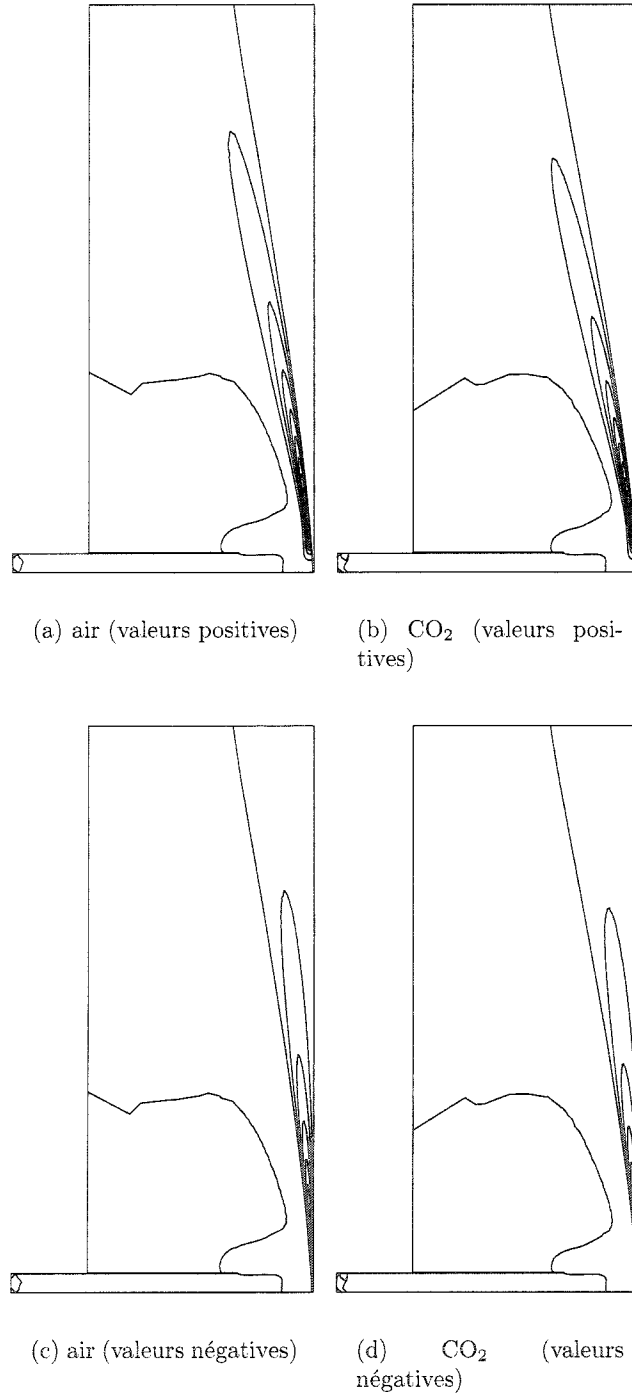 (a) air (valeurs positives)
(b) CO₂ (valeurs posi-
tives)
(c) air (valeurs négatives)
(d) CO₂ (valeurs
négatives)